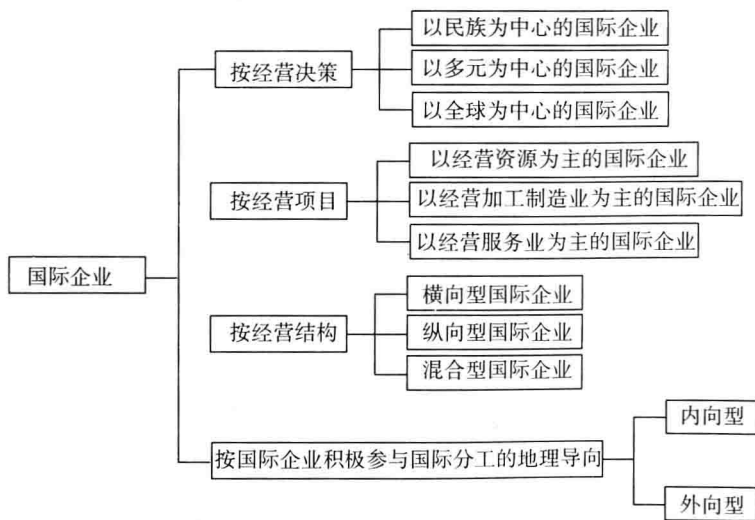 国际企业
按经营决策
以民族为中心的国际企业
以多元为中心的国际企业
以全球为中心的国际企业
按经营项目
以经营资源为主的国际企业
以经营加工制造业为主的国际企业
以经营服务业为主的国际企业
按经营结构
横向型国际企业
纵向型国际企业
混合型国际企业
按国际企业积极参与国际分工的地理导向
内向型
外向型